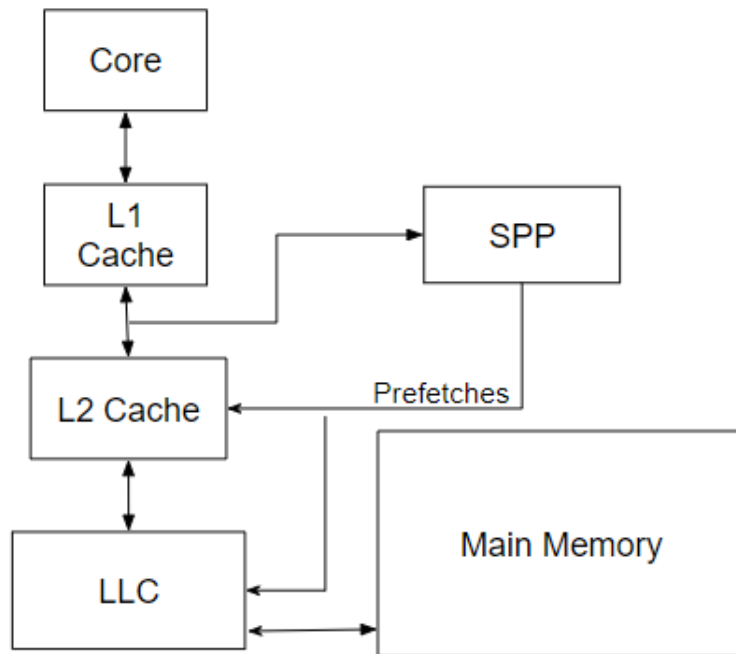 Core
L1
Cache
SPP
L2 Cache
Prefetches
Main Memory
LLC